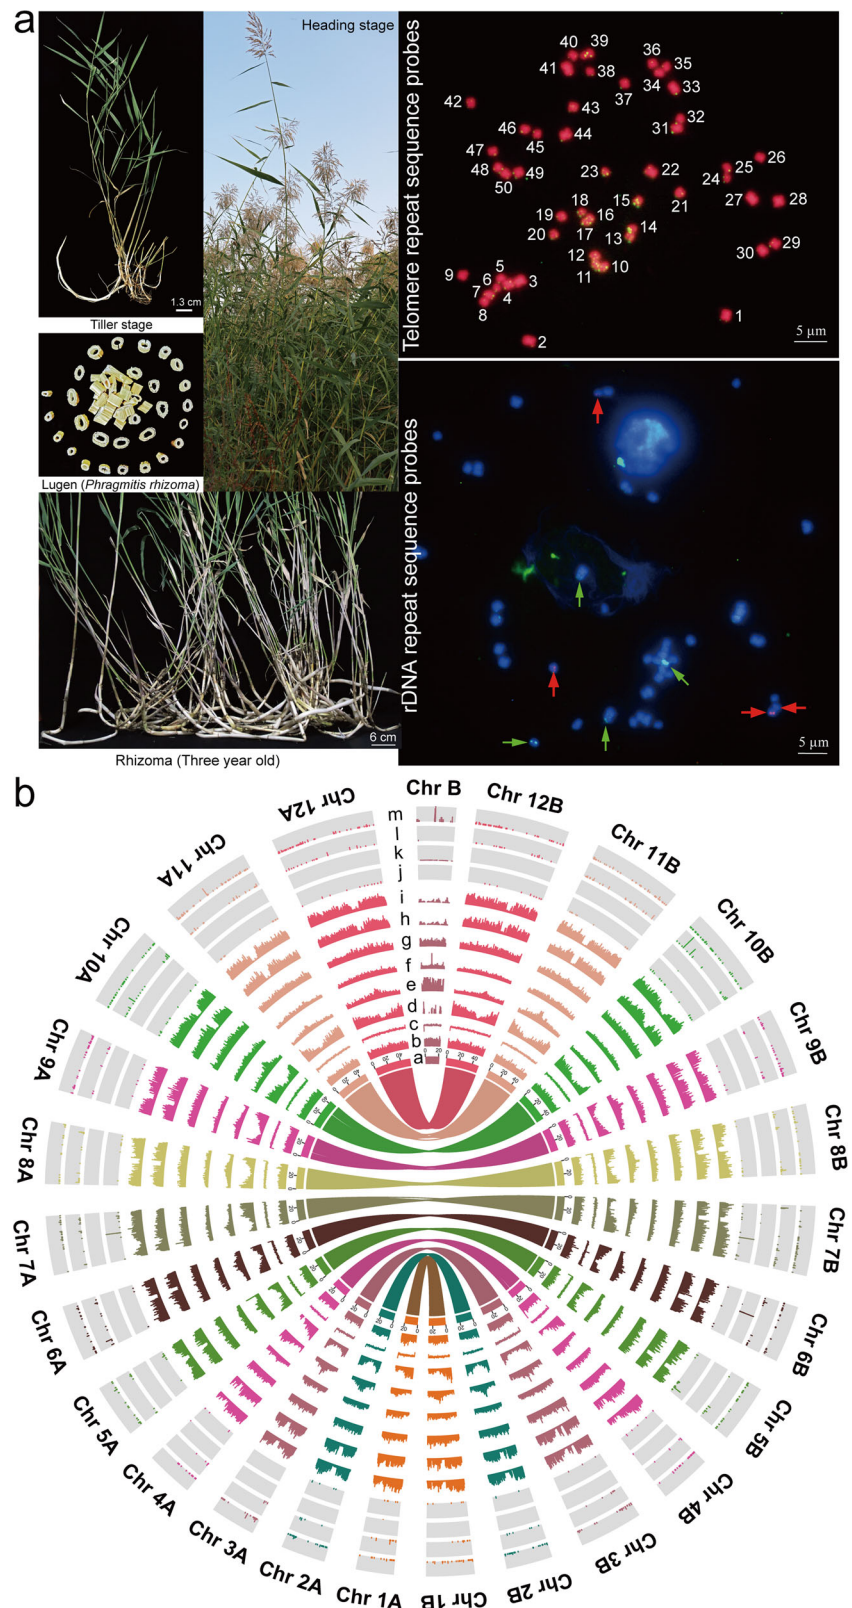 a
Heading stage
1.3 cm
Tiller stage
Lugen (Phragmitis rhizoma)
6 cm
Rhizoma (Three year old)
Telomere repeat sequence probes
40 39
36
35
41
38
34
33
37
42
43
32
46
31
45
44
47
26
25
48
49
23
22
24
50
21
27
28
18
15
19
16
17
14
20
13
29
30
12
9
5
11
10
6
3
7
4
8
1
2
5 µm
rDNA repeat sequence probes
5 µm
b
Chr B
Chr 12B
Chr 11B
Chr 10B
Chr 9B
Chr 8B
Chr 7B
Chr 6B
Chr 5B
Chr 4B
Chr 3B
Chr 2B
Chr 1B
Chr 1A
Chr 2A
Chr 3A
Chr 4A
Chr 5A
Chr 6A
Chr 7A
Chr 8A
Chr 9A
Chr 10A
Chr 11A
Chr 12A
m
l
k
j
i
h
g
f
e
d
c
b
a